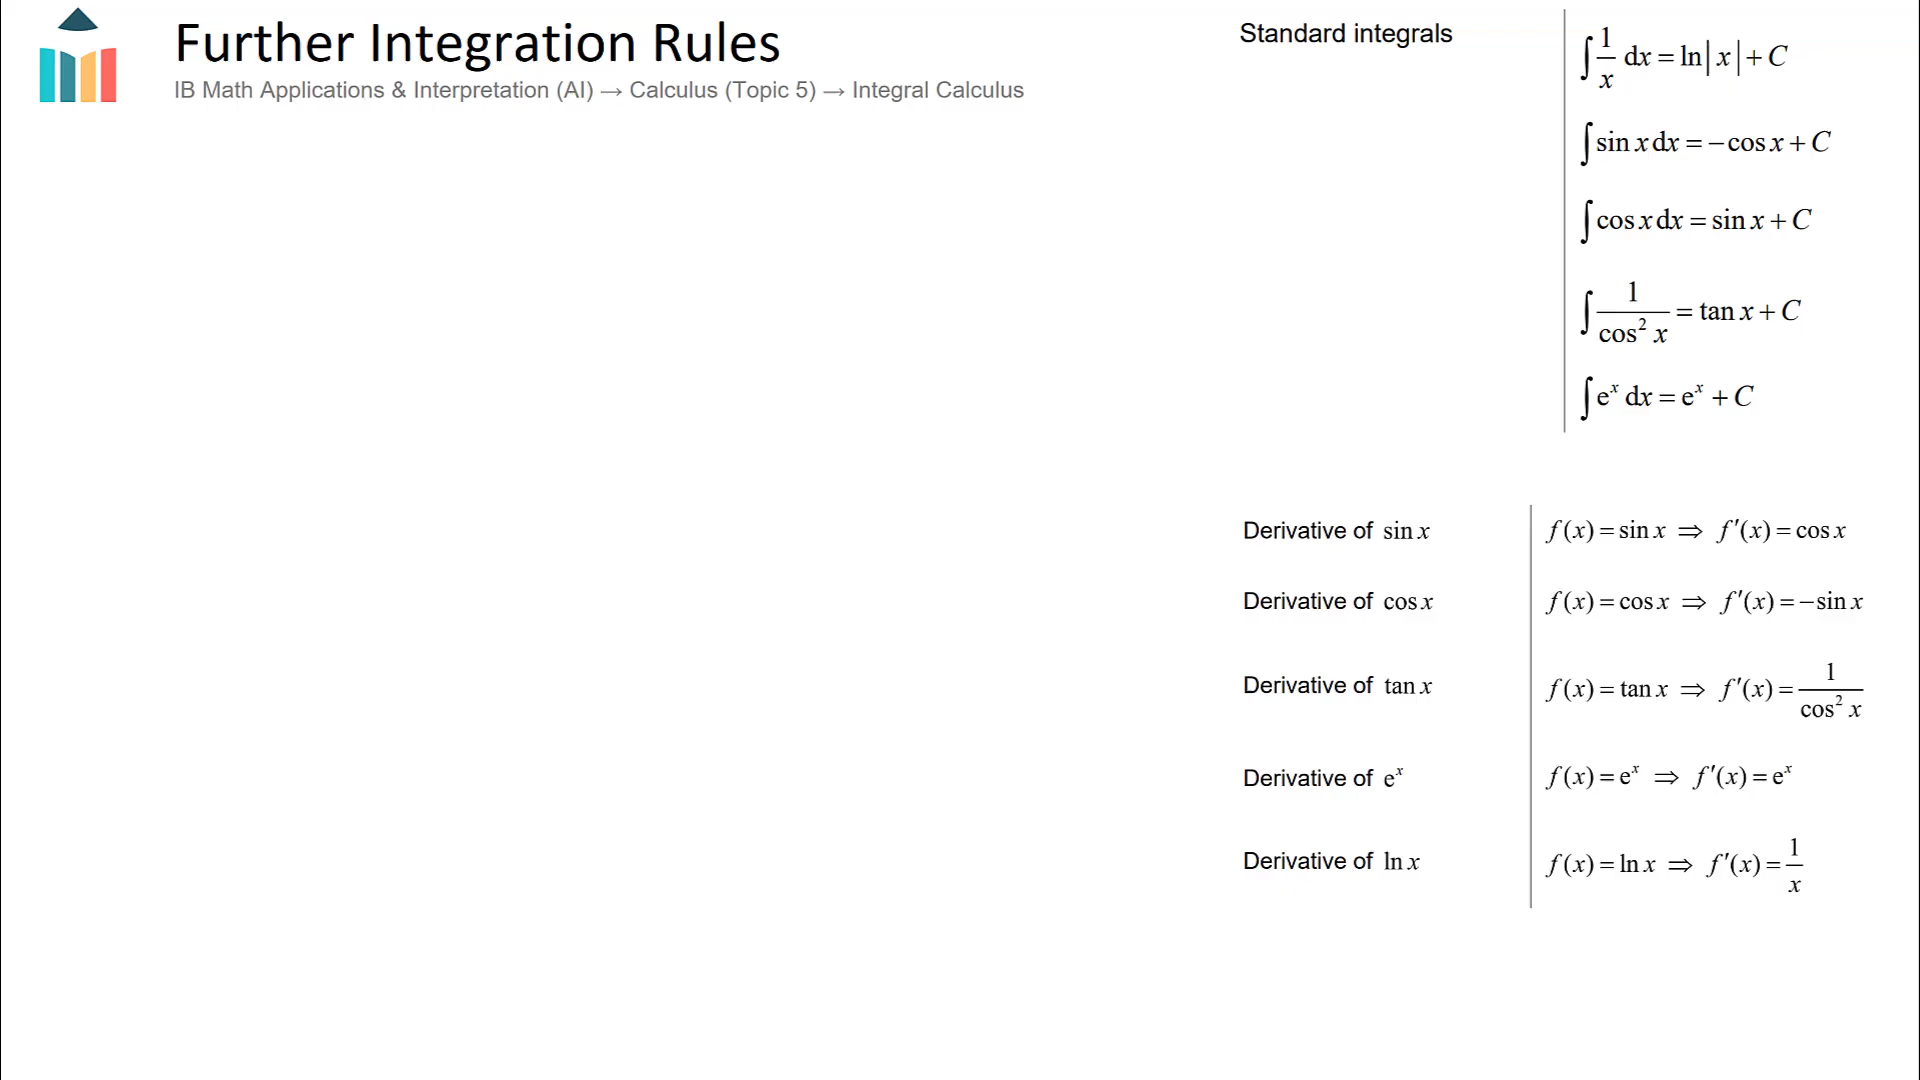 Further Integration Rules
IB Math Applications & Interpretation (AI) → Calculus (Topic 5) → Integral Calculus
Standard integrals
∫ 1/x dx = ln|x| + C
∫ sin x dx = −cos x + C
∫ cos x dx = sin x + C
∫ 1/cos² x = tan x + C
∫ eˣ dx = eˣ + C
Derivative of sin x f(x) = sin x ⇒ f′(x) = cos x
Derivative of cos x f(x) = cos x ⇒ f′(x) = −sin x
Derivative of tan x f(x) = tan x ⇒ f′(x) = 1/cos² x
Derivative of eˣ f(x) = eˣ ⇒ f′(x) = eˣ
Derivative of ln x f(x) = ln x ⇒ f′(x) = 1/x